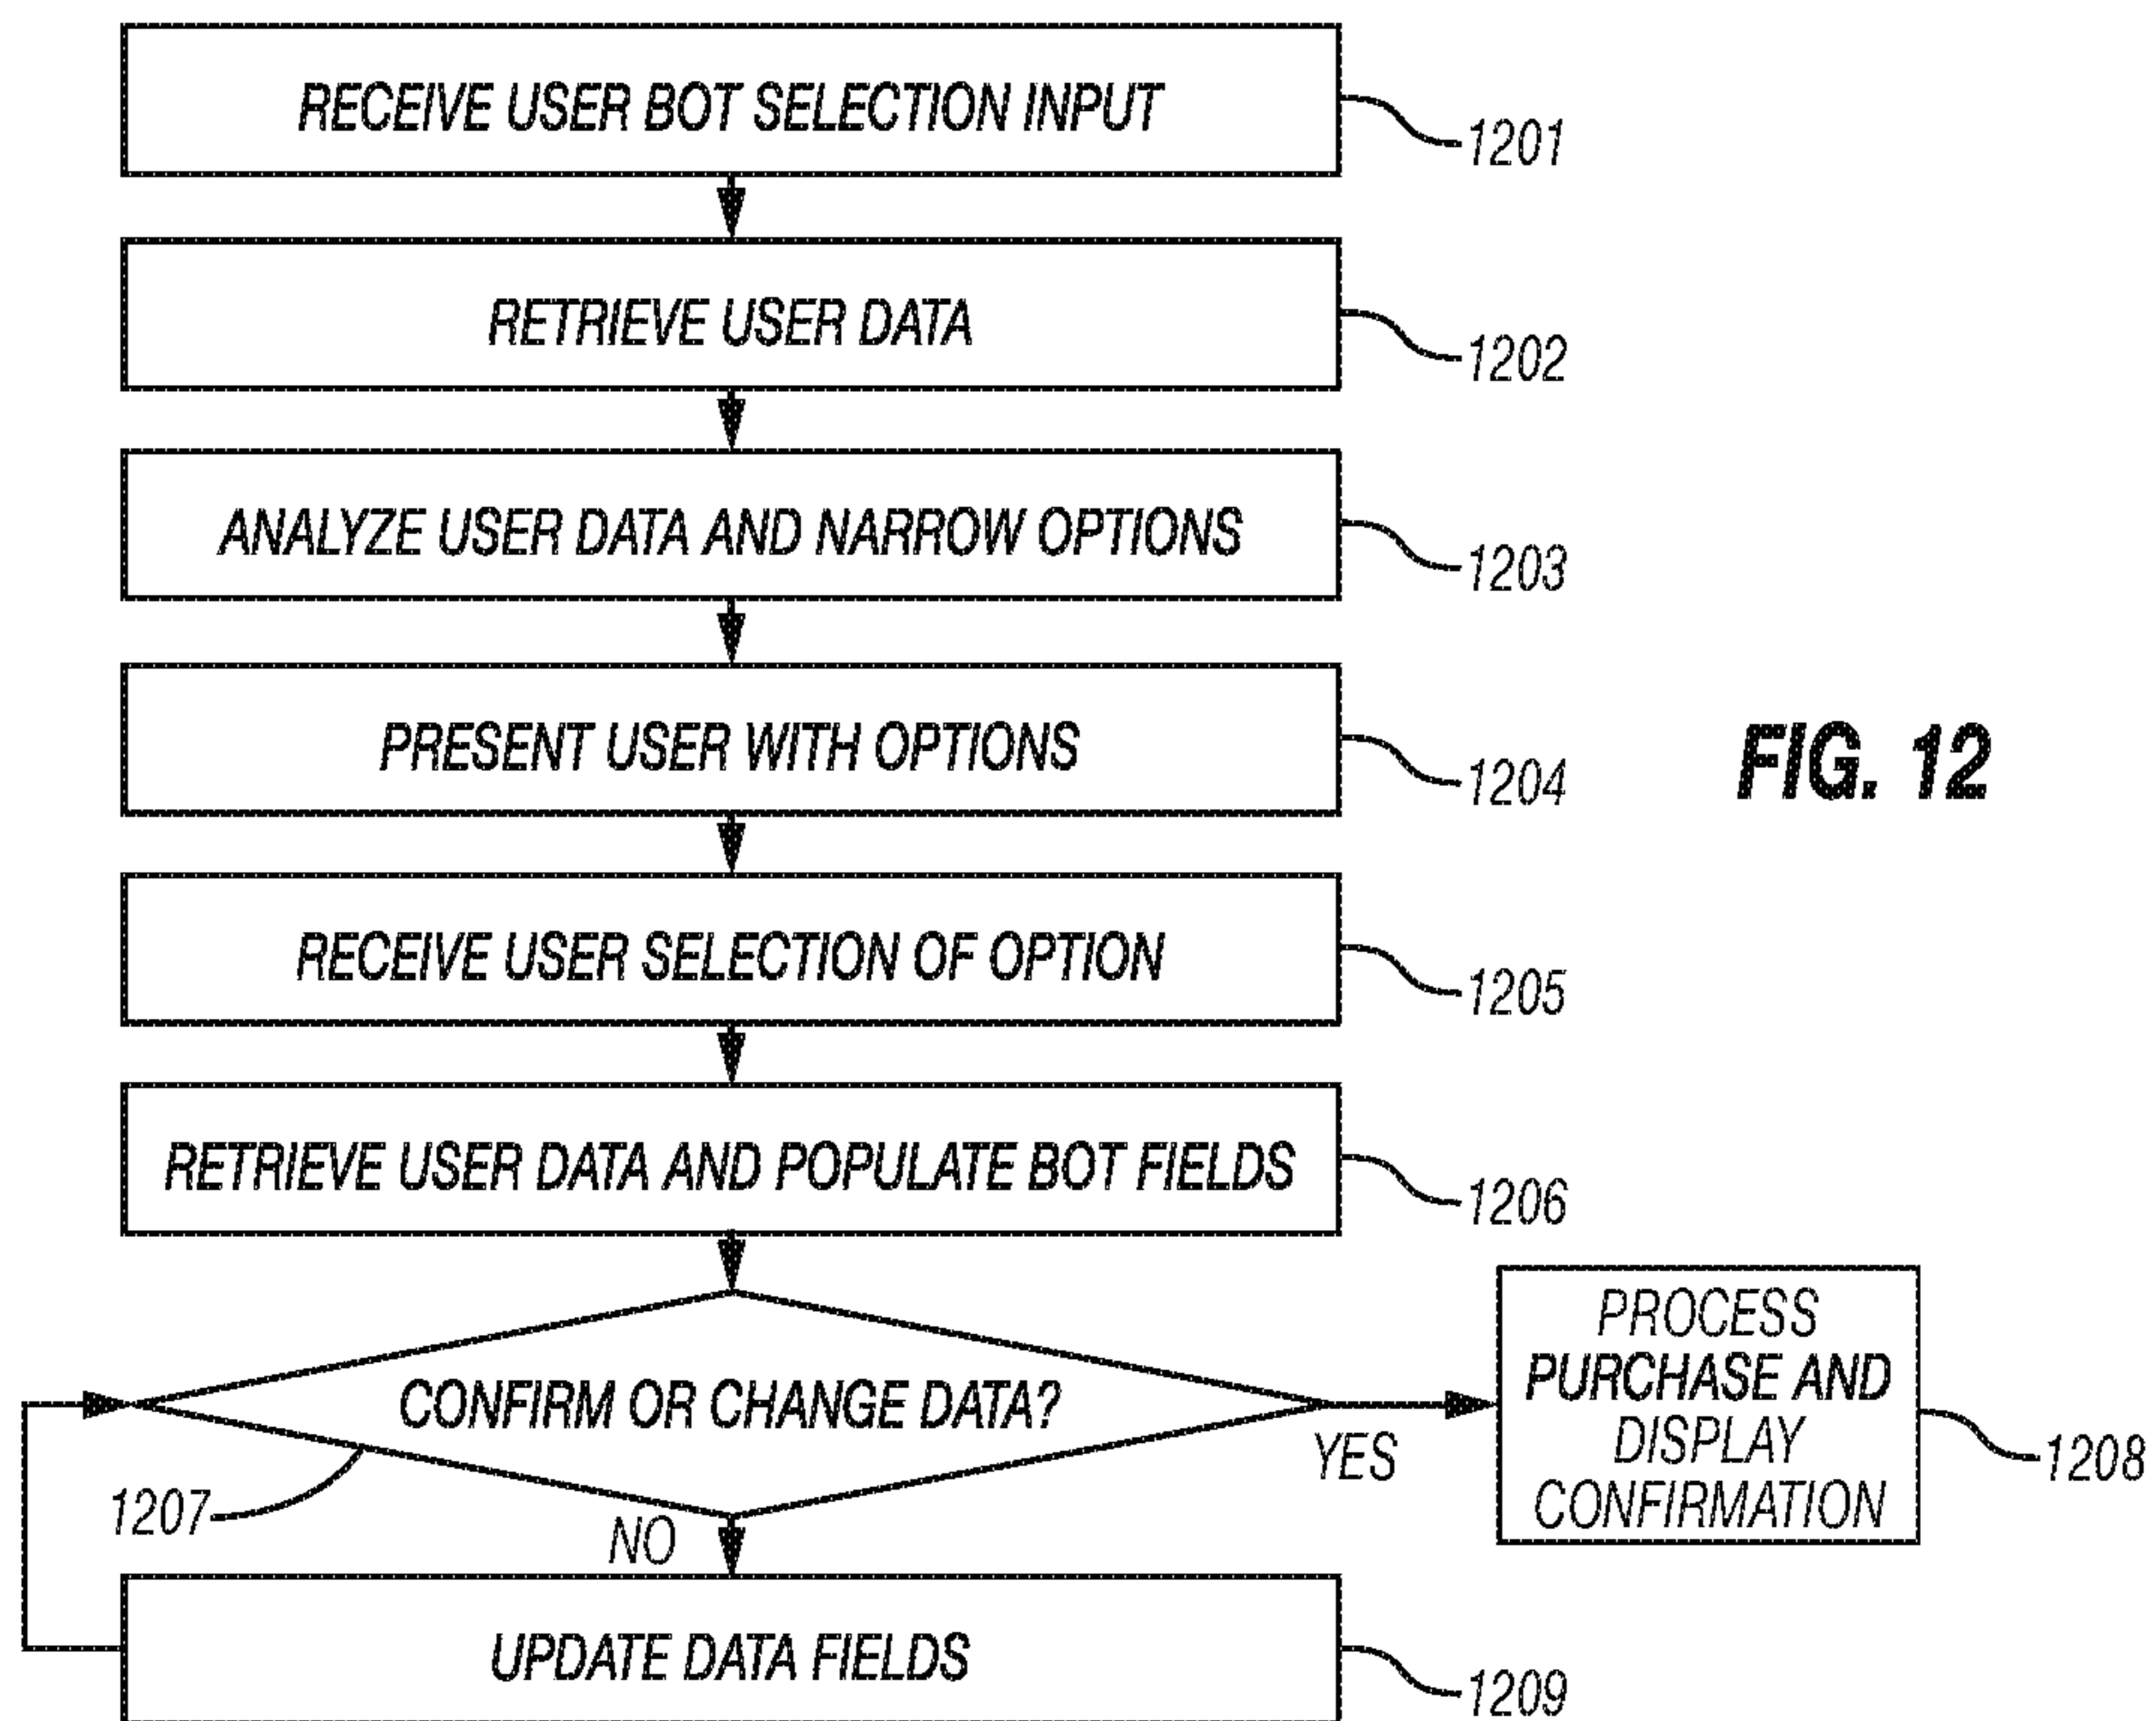 RECEIVE USER BOT SELECTION INPUT
1201
RETRIEVE USER DATA
1202
ANALYZE USER DATA AND NARROW OPTIONS
1203
PRESENT USER WITH OPTIONS
1204
FIG. 12
RECEIVE USER SELECTION OF OPTION
1205
RETRIEVE USER DATA AND POPULATE BOT FIELDS
1206
CONFIRM OR CHANGE DATA?
1207
YES
PROCESS
PURCHASE AND
DISPLAY
CONFIRMATION
1208
NO
UPDATE DATA FIELDS
1209